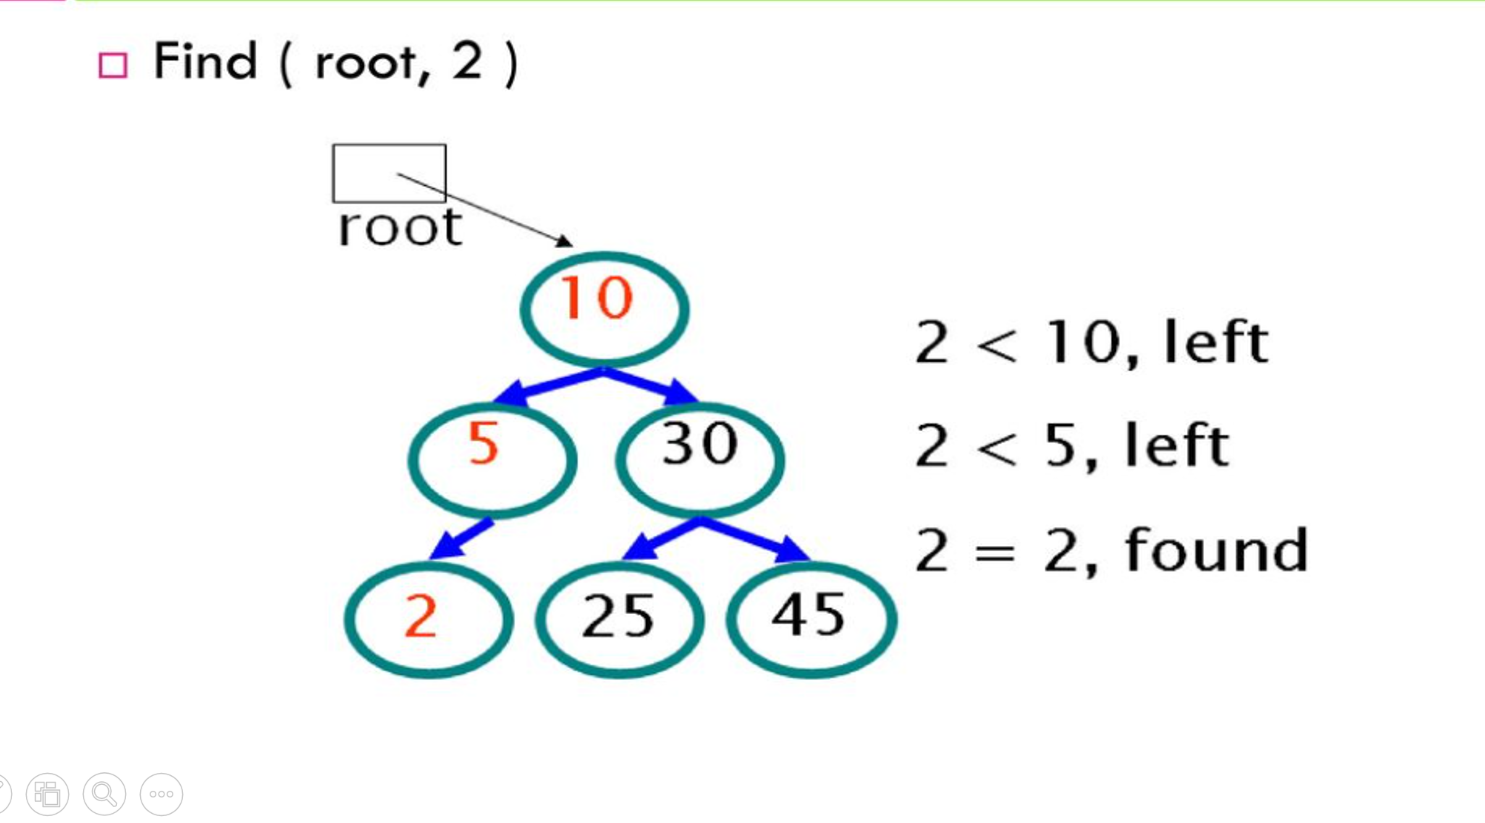 Find ( root, 2 )
root
10
5 30
2 25 45
2 < 10, left
2 < 5, left
2 = 2, found